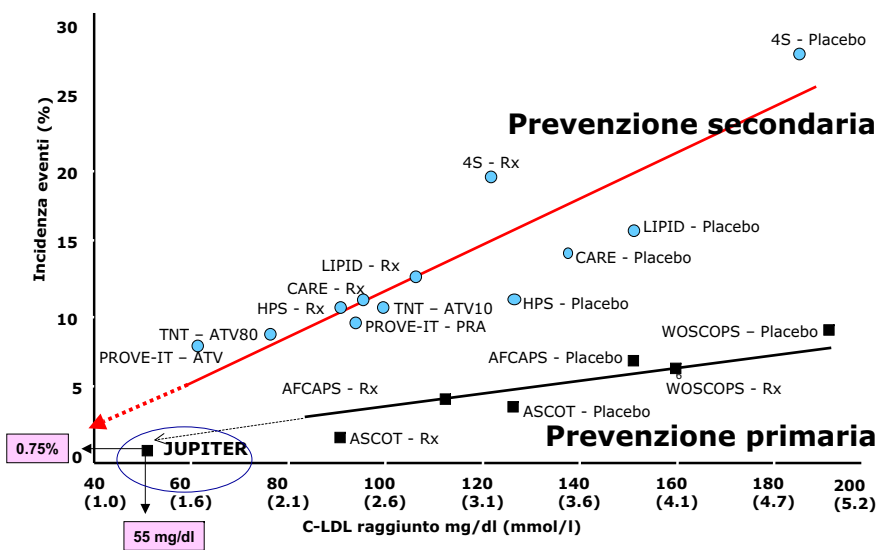 30
4S - Placebo
25
Prevenzione secondaria
20
4S - Rx
Incidenza eventi (%)
15
LIPID - Placebo
CARE - Placebo
LIPID - Rx
CARE - Rx
HPS - Rx
TNT – ATV10
HPS - Placebo
10
PROVE-IT - PRA
TNT – ATV80
PROVE-IT – ATV
WOSCOPS – Placebo
AFCAPS - Placebo
5
AFCAPS - Rx
WOSCOPS - Rx
ASCOT - Placebo
ASCOT - Rx
Prevenzione primaria
0.75%
0
JUPITER
40 60 80 100 120 140 160 180 200
(1.0) (1.6) (2.1) (2.6) (3.1) (3.6) (4.1) (4.7) (5.2)
C-LDL raggiunto mg/dl (mmol/l)
55 mg/dl